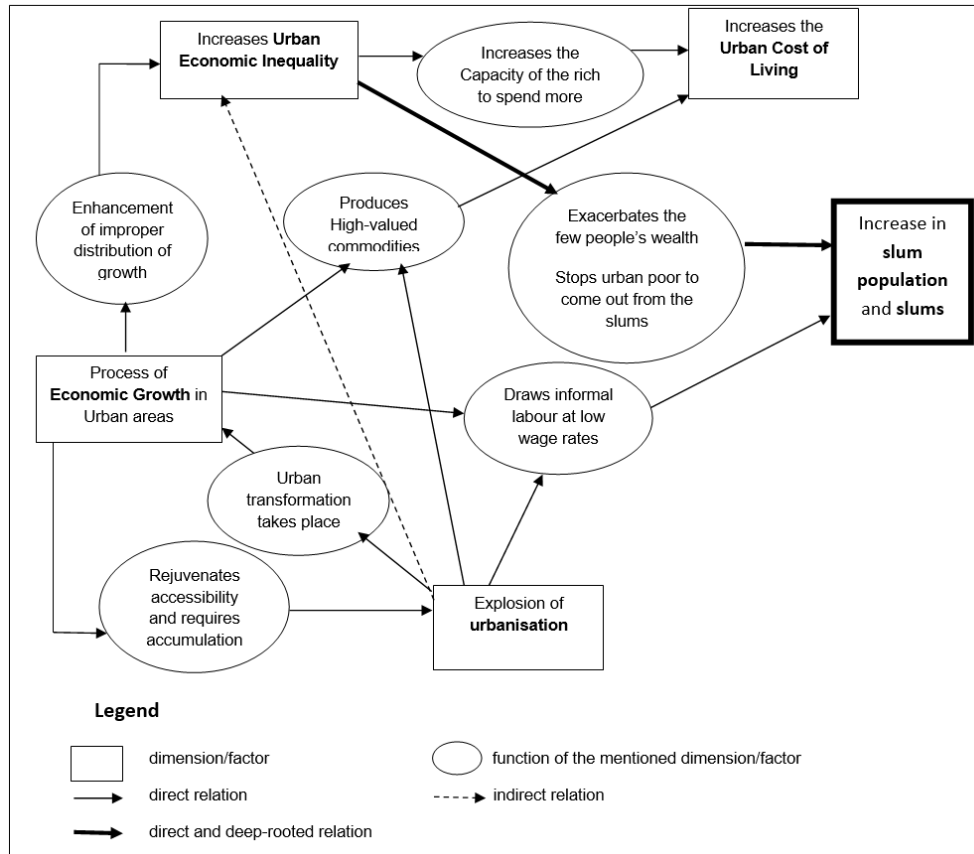 Increases Urban
Economic Inequality
Increases the
Capacity of the rich
to spend more
Increases the
Urban Cost of
Living
Enhancement
of improper
distribution of
growth
Produces
High-valued
commodities
Exacerbates the
few people’s wealth
Stops urban poor to
come out from the
slums
Increase in
slum
population
and slums
Process of
Economic Growth in
Urban areas
Draws informal
labour at low
wage rates
Urban
transformation
takes place
Rejuvenates
accessibility
and requires
accumulation
Explosion of
urbanisation
Legend
dimension/factor
function of the mentioned dimension/factor
direct relation
indirect relation
direct and deep-rooted relation